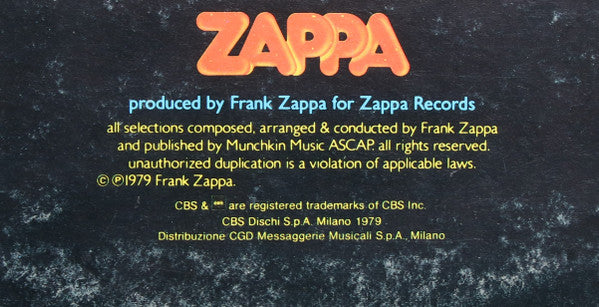 ZAPPA
produced by Frank Zappa for Zappa Records
all selections composed, arranged & conducted by Frank Zappa
and published by Munchkin Music ASCAP. all rights reserved.
unauthorized duplication is a violation of applicable laws.
© ℗1979 Frank Zappa.
CBS & are registered trademarks of CBS Inc.
CBS Dischi S.p.A. Milano 1979
Distribuzione CGD Messaggerie Musicali S.p.A., Milano